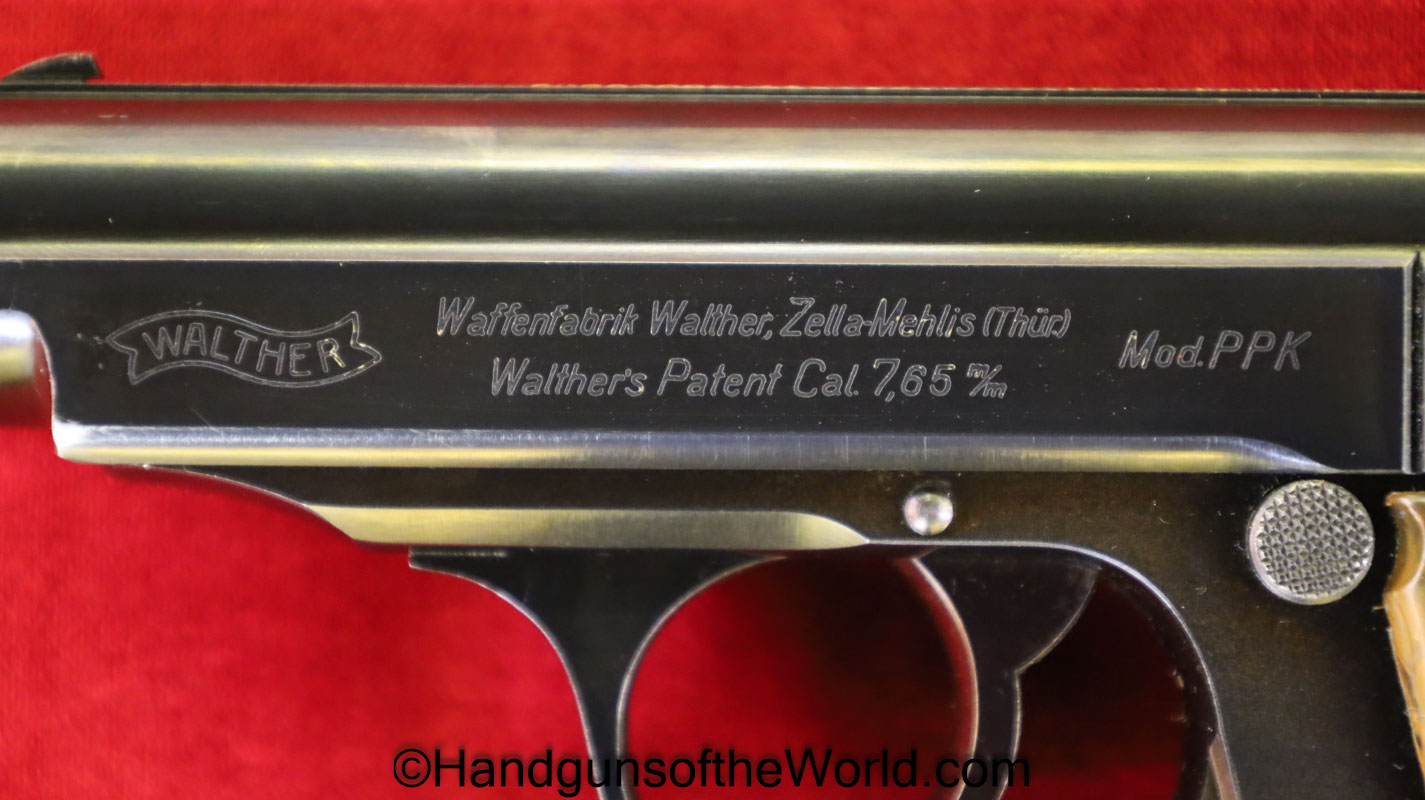 WALTHER
Waffenfabrik Walther, Zella-Mehlis (Thür)
Walther's Patent Cal. 7,65 m/m
Mod. PPK
©HandgunsoftheWorld.com